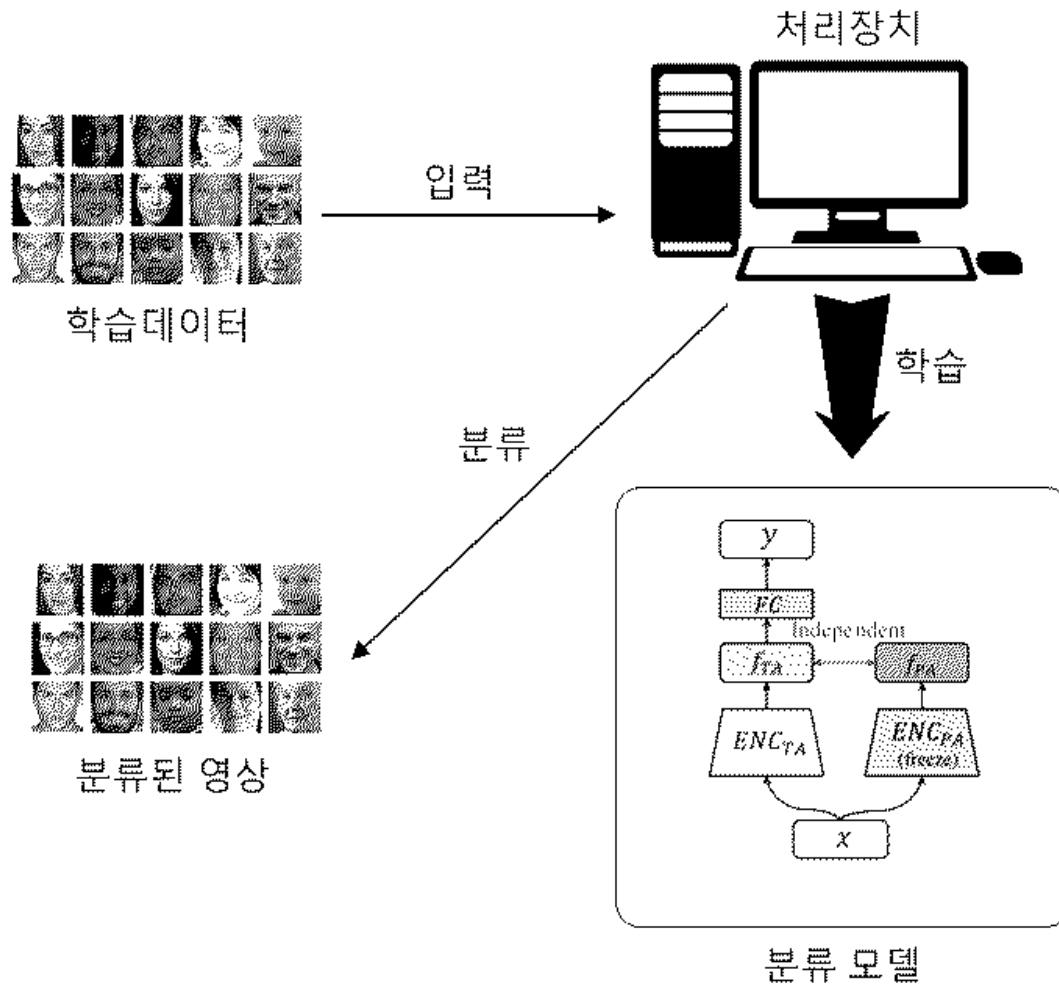 처리장치
입력
학습데이터
학습
분류
y
FC
Independent
f_TA
f_PA
ENC_TA
ENC_PA
(freeze)
x
분류된 영상
분류 모델